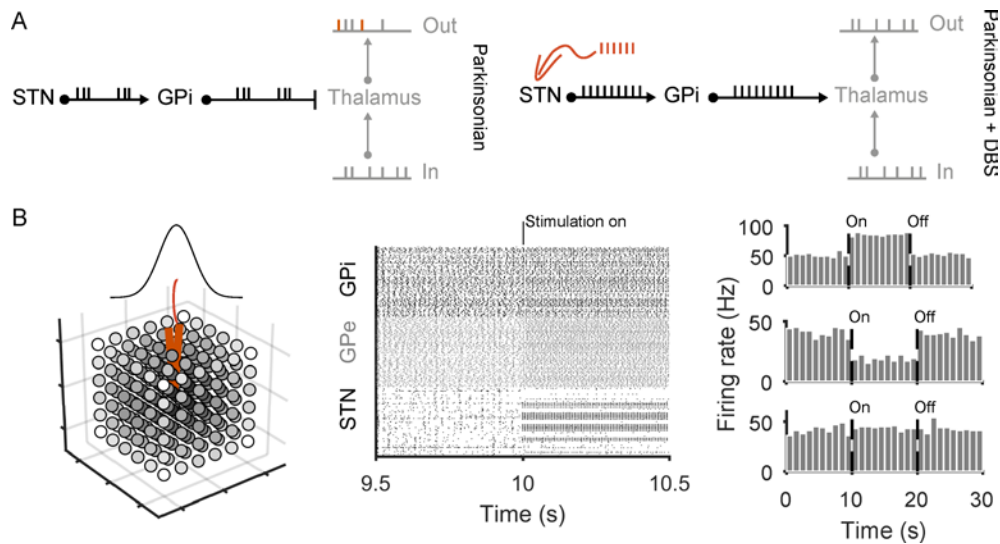 A
Out
STN
GPi
Thalamus
In
Parkinsonian
STN
GPi
Out
Thalamus
In
Parkinsonian + DBS
B
Stimulation on
GPi
GPe
STN
9.5
10
10.5
Time (s)
Firing rate (Hz)
100
50
0
On
Off
50
0
On
Off
50
0
On
Off
0
10
20
30
Time (s)